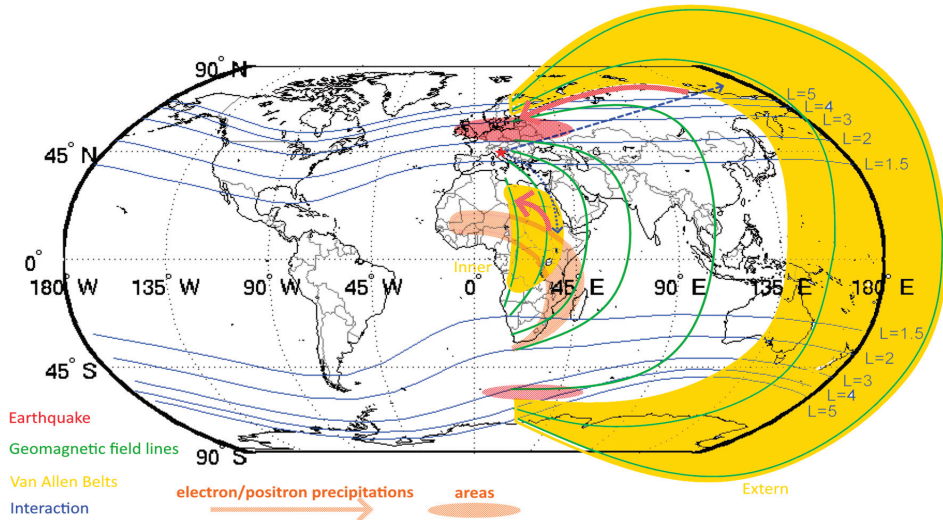 90° N
L=5
L=4
L=3
L=2
L=1.5
45° N
0°
Inner
180° W
135° W
90° W
45° W
0°
45° E
90° E
135° E
180° E
L=1.5
L=2
L=3
L=4
L=5
45° S
90° S
Earthquake
Geomagnetic field lines
Van Allen Belts
Interaction
electron/positron precipitations
areas
Extern